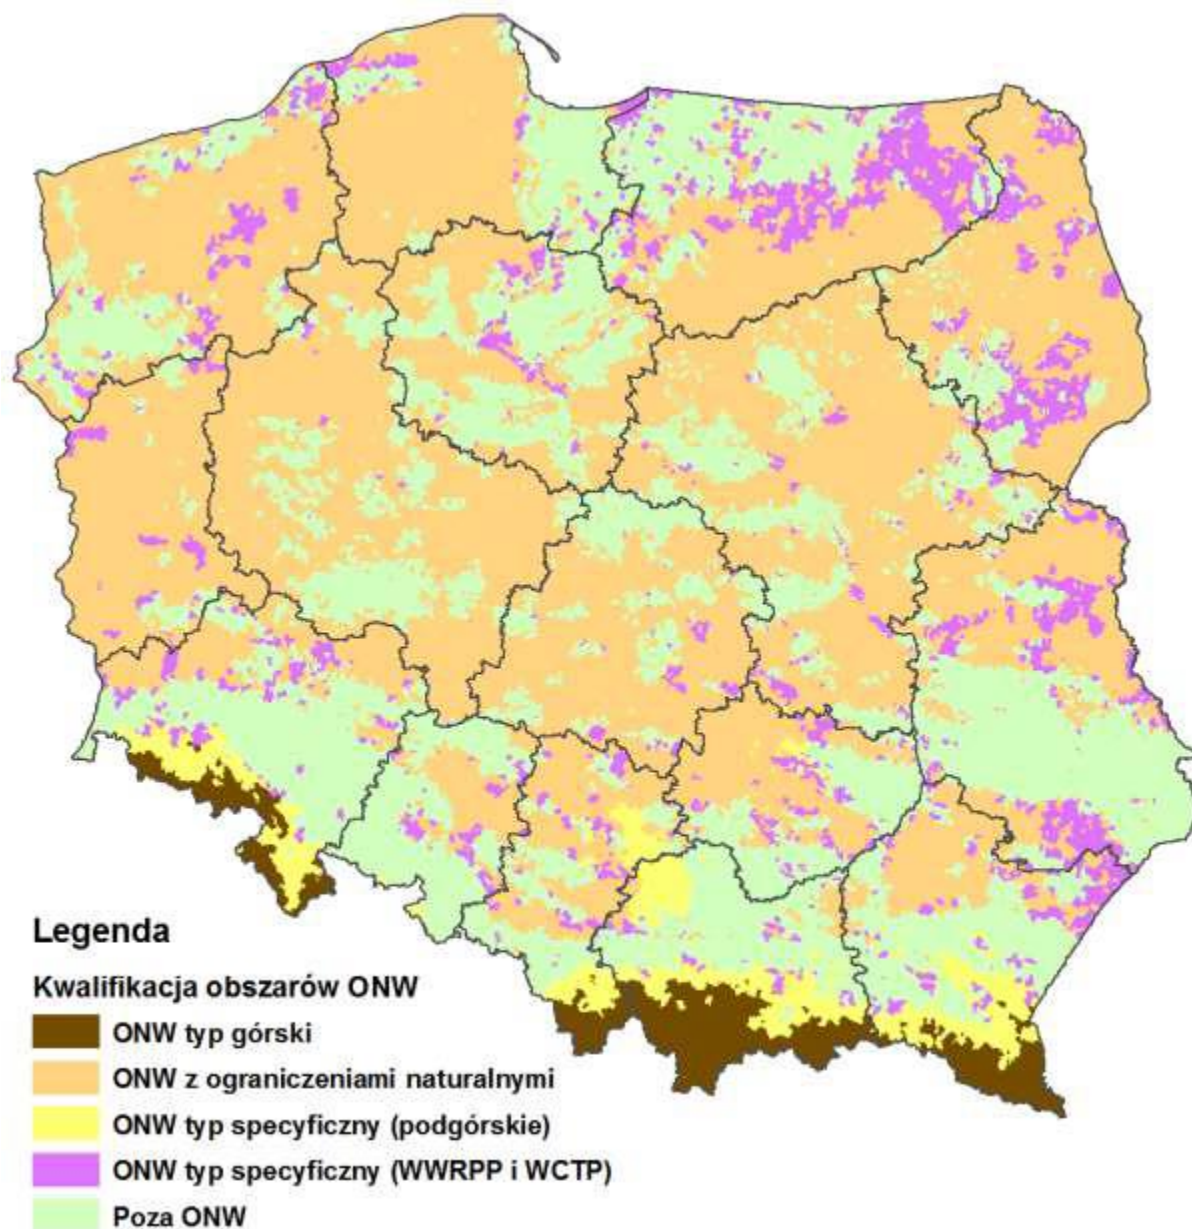 Legenda
Kwalifikacja obszarów ONW
ONW typ górski
ONW z ograniczeniami naturalnymi
ONW typ specyficzny (podgórskie)
ONW typ specyficzny (WWRPP i WCTP)
Poza ONW